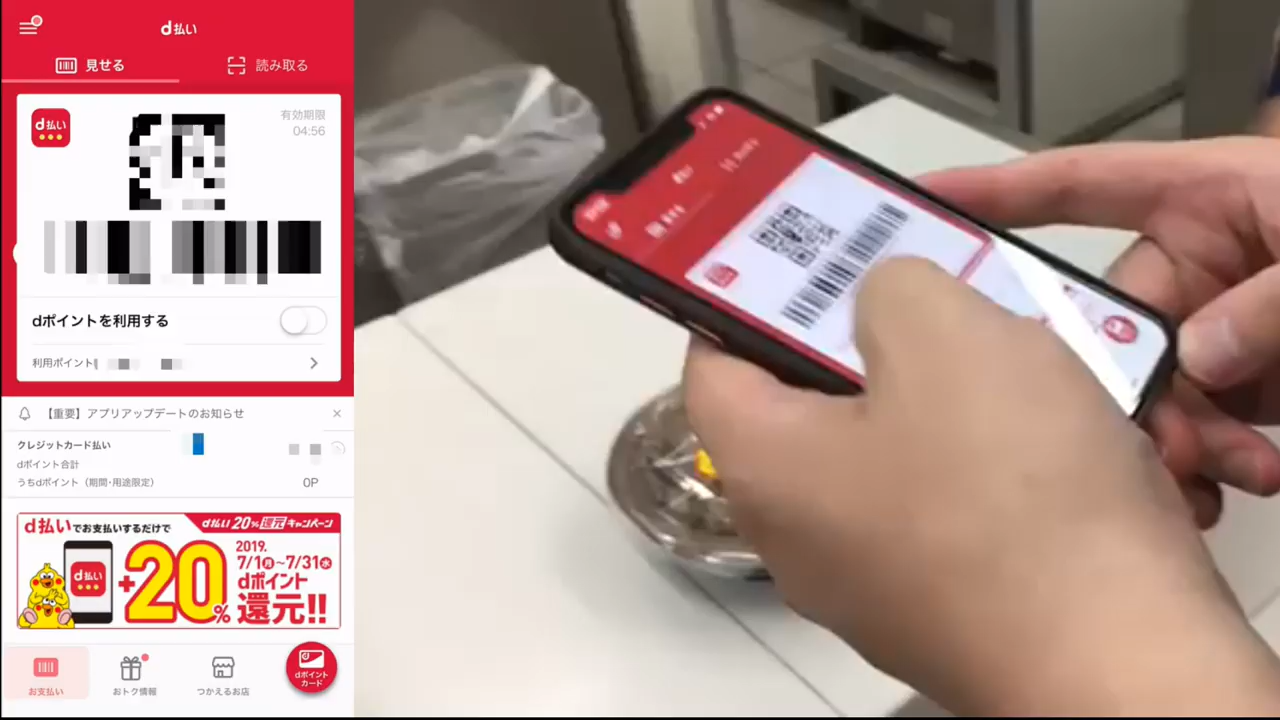 d払い
見せる
読み取る
d払い
有効期限
04:56
dポイントを利用する
利用ポイント
【重要】アプリアップデートのお知らせ
クレジットカード払い
dポイント合計
うちdポイント（期間・用途限定）
0P
d払いでお支払いするだけで
d払い20%還元キャンペーン
d払い
+20%
2019.
7/1月~7/31水
dポイント
還元!!
お支払い
おトク情報
つかえるお店
dポイント
カード